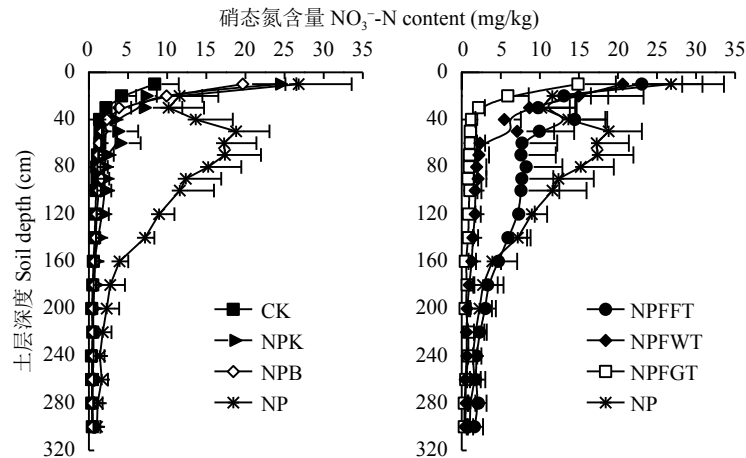 硝态氮含量 NO₃⁻-N content (mg/kg)
0 5 10 15 20 25 30 35
0 5 10 15 20 25 30 35
0
40
80
120
160
200
240
280
320
土层深度 Soil depth (cm)
CK
NPK
NPB
NP
NPFFT
NPFWT
NPFGT
NP